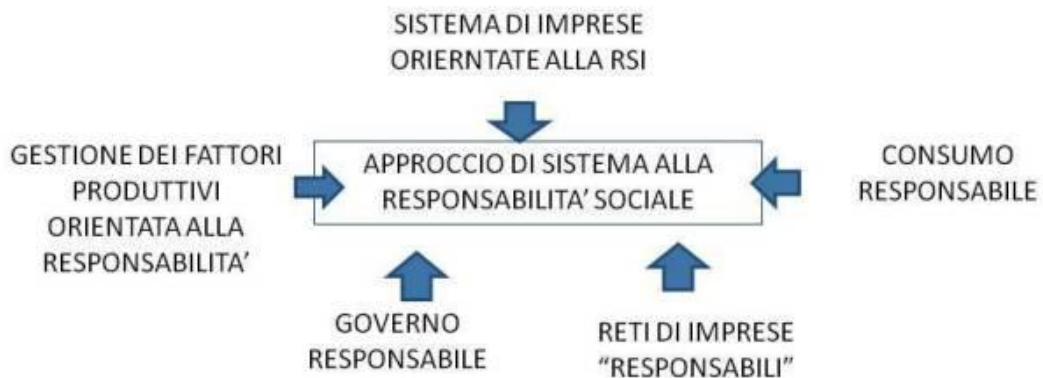 SISTEMA DI IMPRESE
ORIERNTATE ALLA RSI
GESTIONE DEI FATTORI
PRODUTTIVI
ORIENTATA ALLA
RESPONSABILITA’
APPROCCIO DI SISTEMA ALLA
RESPONSABILITA’ SOCIALE
CONSUMO
RESPONSABILE
GOVERNO
RESPONSABILE
RETI DI IMPRESE
“RESPONSABILI”